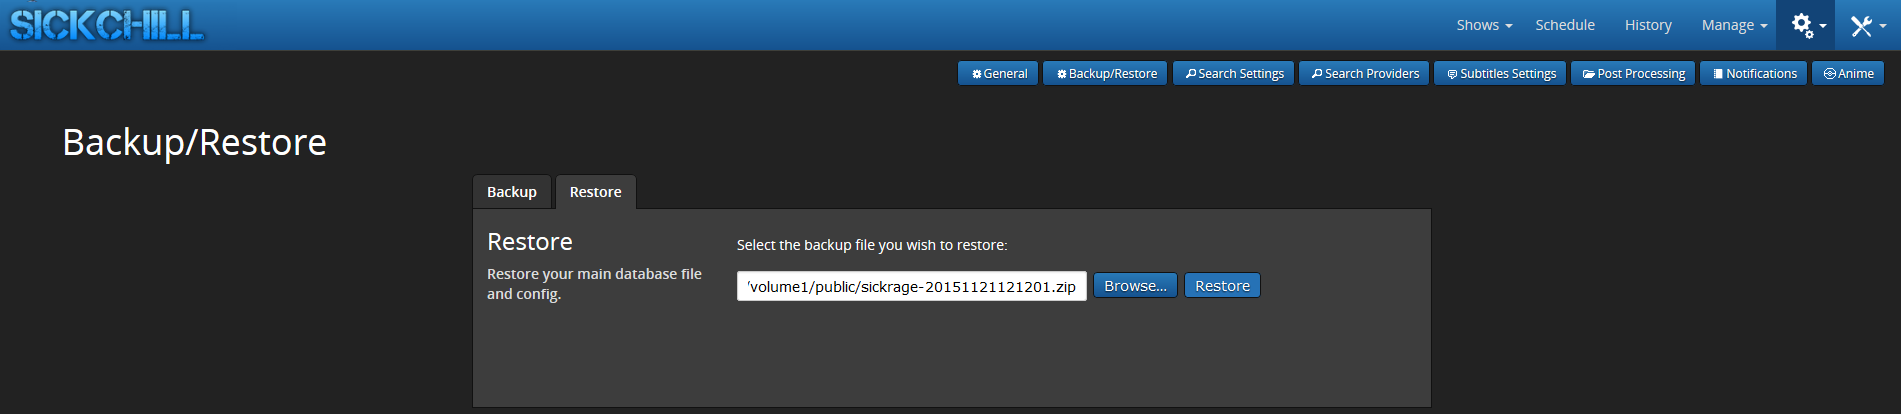 SICKCHILL
Shows Schedule History Manage
General Backup/Restore Search Settings Search Providers Subtitles Settings Post Processing Notifications Anime
Backup/Restore
Backup Restore
Restore
Select the backup file you wish to restore:
Restore your main database file
and config.
/volume1/public/sickrage-20151121121201.zip Browse... Restore